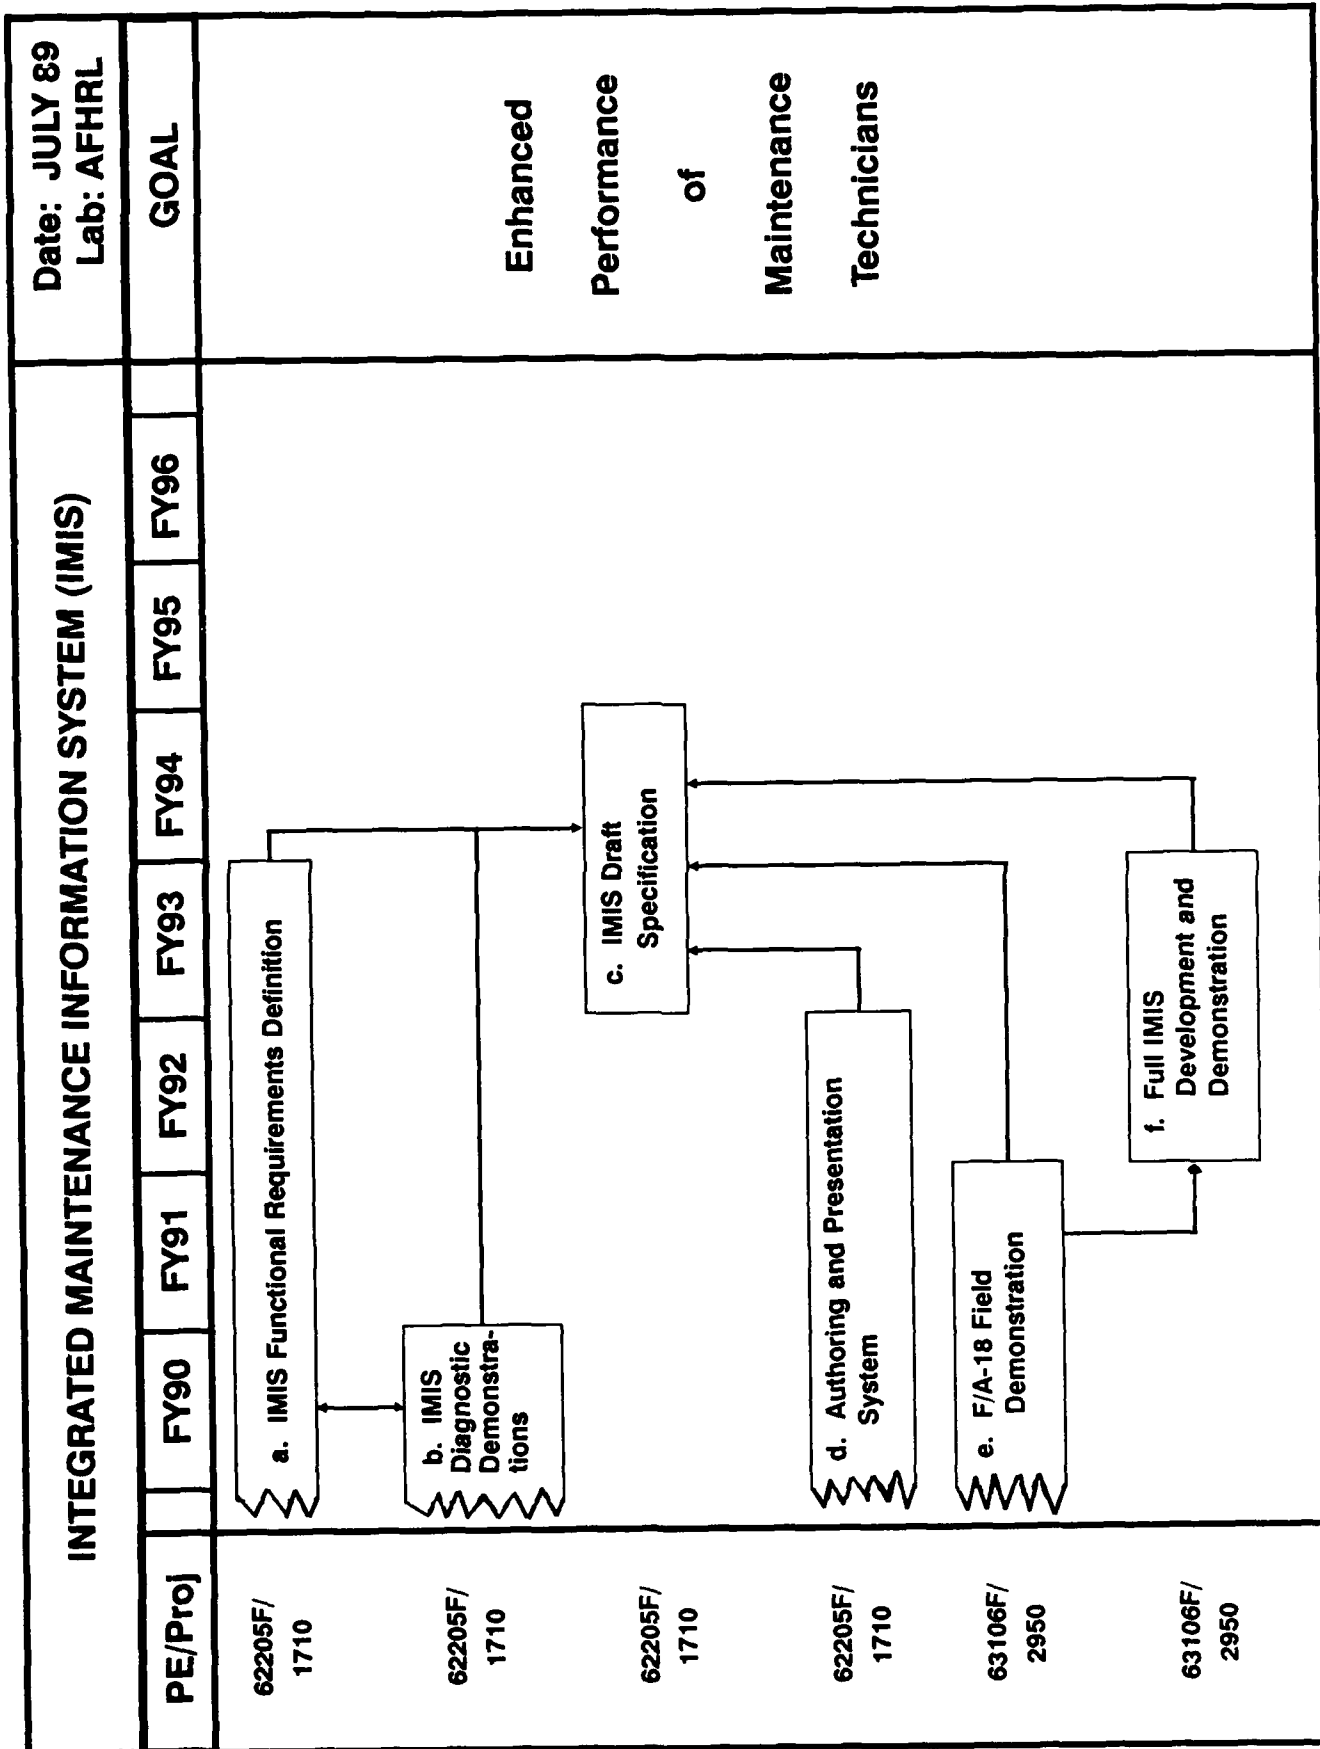 INTEGRATED MAINTENANCE INFORMATION SYSTEM (IMIS)
Date: JULY 89
Lab: AFHRL
PE/Proj
FY90
FY91
FY92
FY93
FY94
FY95
FY96
GOAL
62205F/
1710
a. IMIS Functional Requirements Definition
62205F/
1710
b. IMIS
Diagnostic
Demonstra-
tions
62205F/
1710
c. IMIS Draft
Specification
62205F/
1710
d. Authoring and Presentation
System
63106F/
2950
e. F/A-18 Field
Demonstration
63106F/
2950
f. Full IMIS
Development and
Demonstration
Enhanced
Performance
of
Maintenance
Technicians